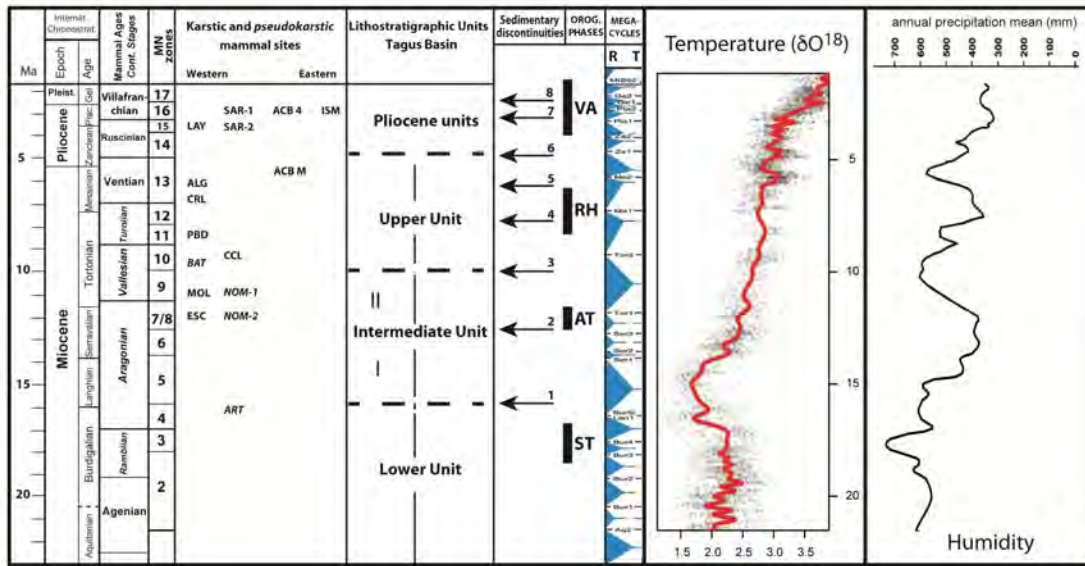 Internat.
Chronostrat.
Ma
Epoch
Age
Mammal Ages
Cont. Stages
MN
zones
Karstic and pseudokarstic
mammal sites
Western Eastern
Lithostratigraphic Units
Tagus Basin
Sedimentary
discontinuities
OROG.
PHASES
MEGA-
CYCLES
R T
Temperature (δO18)
annual precipitation mean (mm)
700 600 500 400 300 200 100 0
Pleist.
Gel
Villafran-
chian
17
16
SAR-1 ACB 4 ISM
8
7
VA
Pliocene
Piac.
Zanclean
Ruscinian
15
14
LAY SAR-2
Pliocene units
6
5
5
5
Miocene
Messinian
Ventian
13
ACB M
ALG
CRL
5
Turolian
12
11
PBD
Upper Unit
4
RH
Tortonian
Vallesian
10
9
CCL
BAT
3
10
10
10
MOL NOM-1
ESC NOM-2
II
Intermediate Unit
2
AT
Serravalian
Aragonian
7/8
6
5
4
Langhian
I
15
15
15
ART
1
Burdigalian
Ramblian
3
2
Lower Unit
ST
20
20
20
Agenian
Aquitanian
1.5 2.0 2.5 3.0 3.5
Humidity